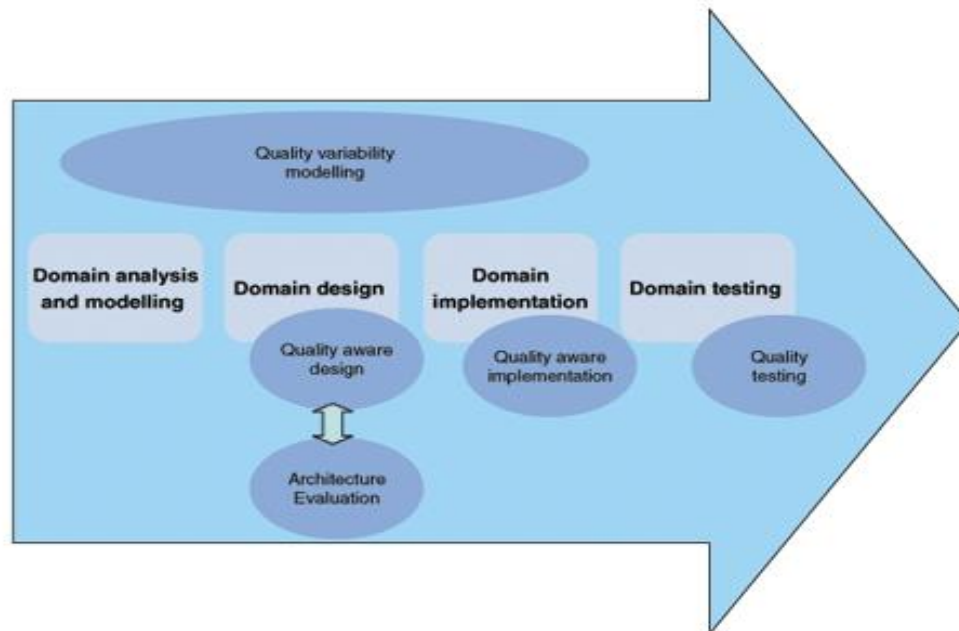 Quality variability
modelling
Domain analysis
and modelling
Domain design
Domain
implementation
Domain testing
Quality aware
design
Quality aware
implementation
Quality
testing
Architecture
Evaluation